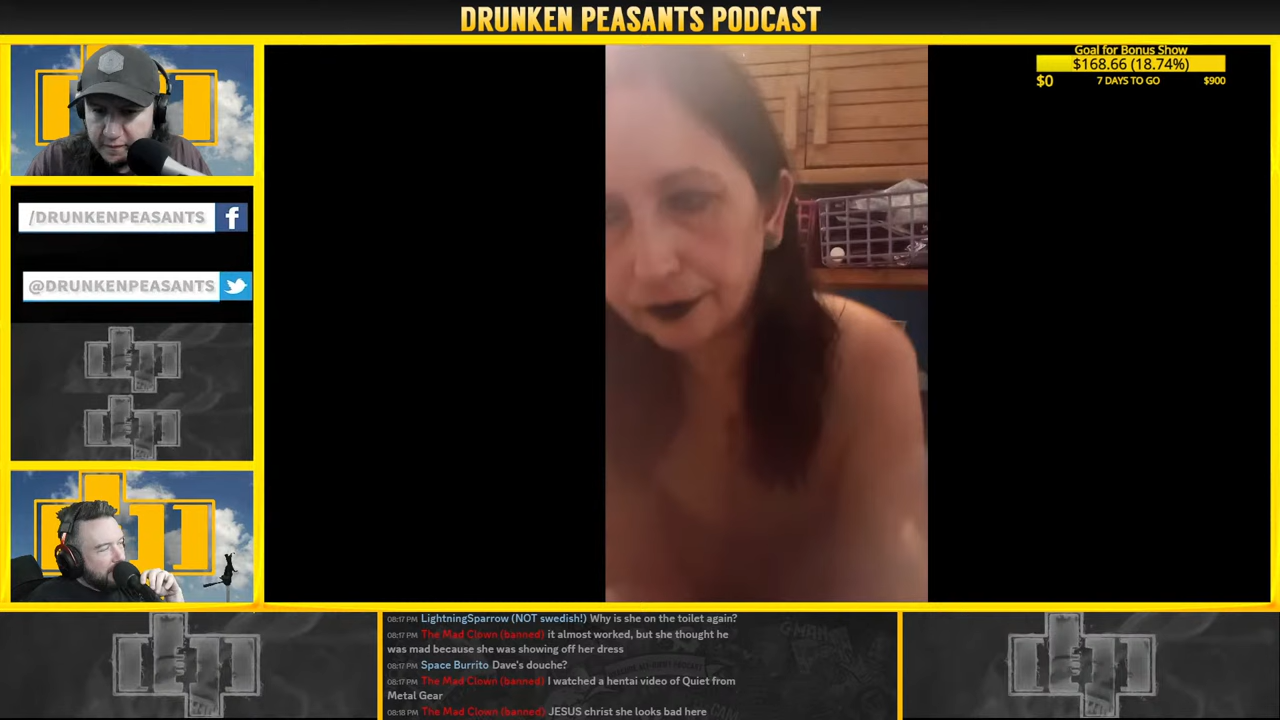 DRUNKEN PEASANTS PODCAST
Goal for Bonus Show
$168.66 (18.74%)
$0 7 DAYS TO GO $900
/DRUNKENPEASANTS f
@DRUNKENPEASANTS
08:17 PM LightningSparrow (NOT swedish!) Why is she on the toilet again?
08:17 PM The Mad Clown (banned) it almost worked, but she thought he
was mad because she was showing off her dress
08:17 PM Space Burrito Dave's douche?
08:17 PM The Mad Clown (banned) I watched a hentai video of Quiet from
Metal Gear
08:18 PM The Mad Clown (banned) JESUS christ she looks bad here